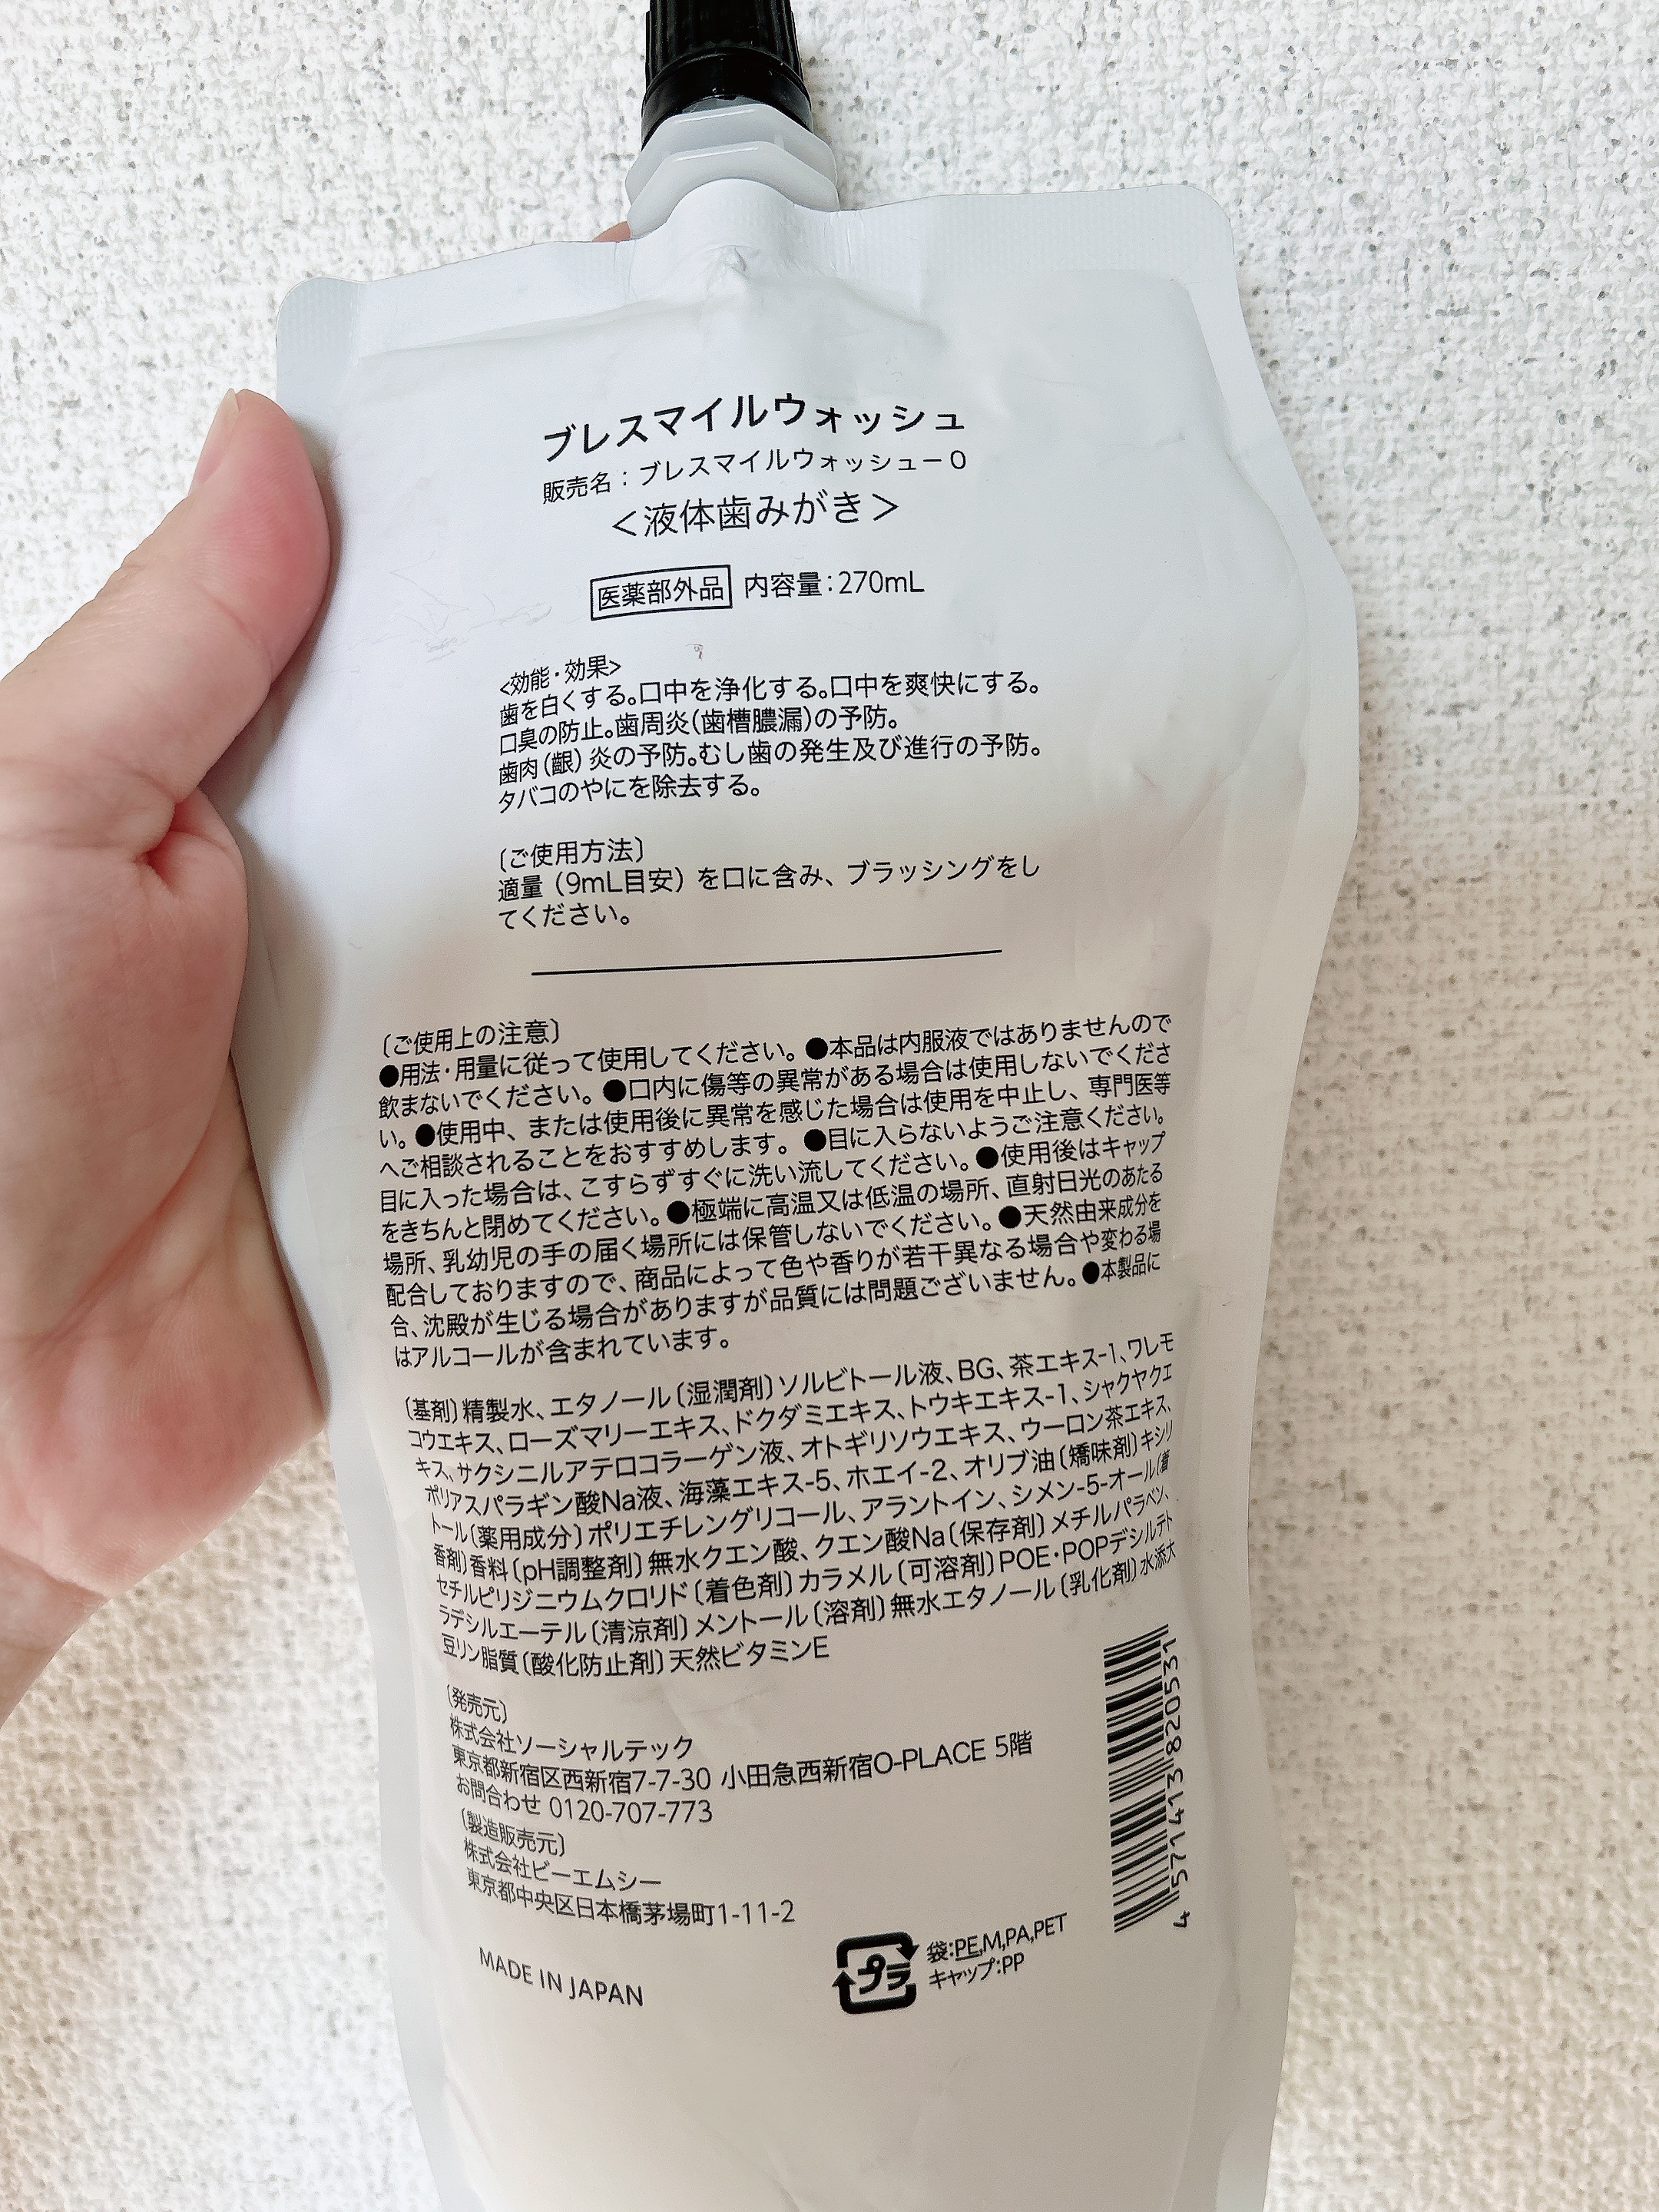 ブレスマイルウォッシュ
販売名：ブレスマイルウォッシューO
＜液体歯みがき＞
医薬部外品 内容量：270mL
<効能・効果>
歯を白くする。口中を浄化する。口中を爽快にする。
口臭の防止。歯周炎(歯槽膿漏)の予防。
歯肉(齦)炎の予防。むし歯の発生及び進行の予防。
タバコのやにを除去する。
〔ご使用方法〕
適量（9mL目安）を口に含み、ブラッシングをし
てください。
〔ご使用上の注意〕
●用法・用量に従って使用してください。●本品は内服液ではありませんので
飲まないでください。●口内に傷等の異常がある場合は使用しないでくださ
い。●使用中、または使用後に異常を感じた場合は使用を中止し、専門医等
へご相談されることをおすすめします。●目に入らないようご注意ください。
目に入った場合は、こすらずすぐに洗い流してください。●使用後はキャップ
をきちんと閉めてください。●極端に高温又は低温の場所、直射日光のあたる
場所、乳幼児の手の届く場所には保管しないでください。●天然由来成分を
配合しておりますので、商品によって色や香りが若干異なる場合や変わる場
合、沈殿が生じる場合がありますが品質には問題ございません。●本製品に
はアルコールが含まれています。
〔基剤〕精製水、エタノール〔湿潤剤〕ソルビトール液、BG、茶エキス-1、ワレモ
コウエキス、ローズマリーエキス、ドクダミエキス、トウキエキス-1、シャクヤクエ
キス、サクシニルアテロコラーゲン液、オトギリソウエキス、ウーロン茶エキス、
ポリアスパラギン酸Na液、海藻エキス-5、ホエイ-2、オリブ油〔矯味剤〕キシリ
トール〔薬用成分〕ポリエチレングリコール、アラントイン、シメン-5-オール〔着
香剤〕香料〔pH調整剤〕無水クエン酸、クエン酸Na〔保存剤〕メチルパラベン、
セチルピリジニウムクロリド〔着色剤〕カラメル〔可溶剤〕POE・POPデシルテト
ラデシルエーテル〔清涼剤〕メントール〔溶剤〕無水エタノール〔乳化剤〕水添大
豆リン脂質〔酸化防止剤〕天然ビタミンE
〔発売元〕
株式会社ソーシャルテック
東京都新宿区西新宿7-7-30 小田急西新宿O-PLACE 5階
お問合わせ 0120-707-773
〔製造販売元〕
株式会社ビーエムシー
東京都中央区日本橋茅場町1-11-2
MADE IN JAPAN
プラ
袋:PE,M,PA,PET
キャップ:PP
4 571413 820531